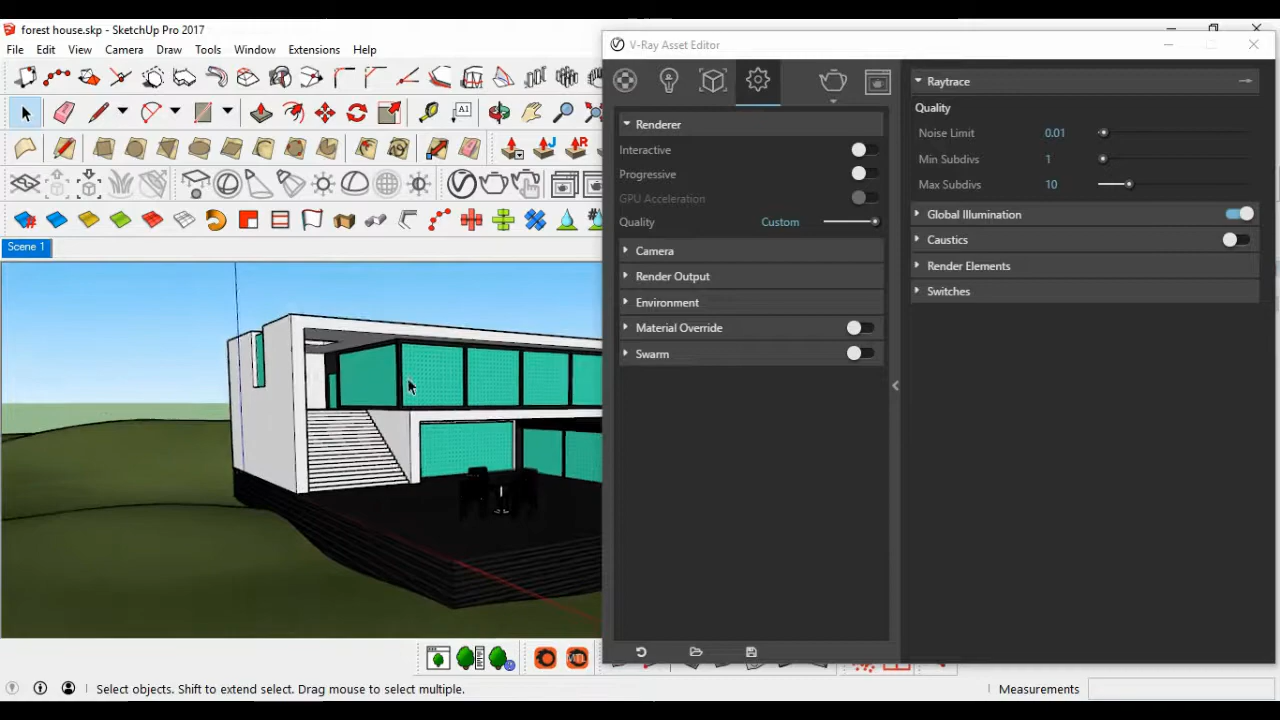 forest house.skp - SketchUp Pro 2017
File Edit View Camera Draw Tools Window Extensions Help
A1
J
R
Scene 1
V-Ray Asset Editor
Renderer
Interactive
Progressive
GPU Acceleration
Quality Custom
Camera
Render Output
Environment
Material Override
Swarm
Raytrace
Quality
Noise Limit 0.01
Min Subdivs 1
Max Subdivs 10
Global Illumination
Caustics
Render Elements
Switches
Select objects. Shift to extend select. Drag mouse to select multiple.
Measurements